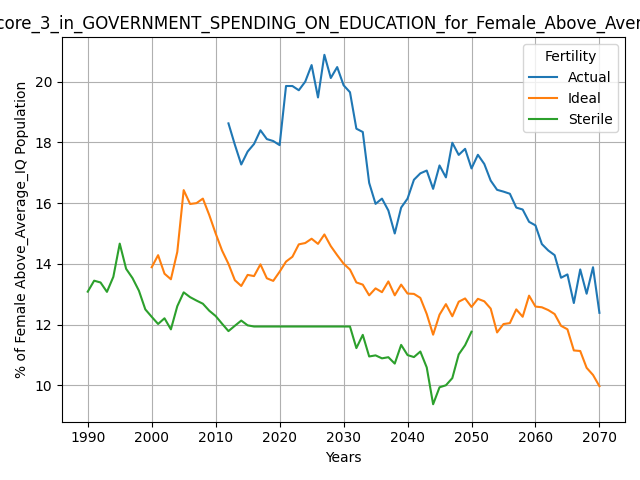 core_3_in_GOVERNMENT_SPENDING_ON_EDUCATION_for_Female_Above_Aver
Fertility
Actual
Ideal
Sterile
% of Female Above_Average_IQ Population
20
18
16
14
12
10
1990 2000 2010 2020 2030 2040 2050 2060 2070
Years